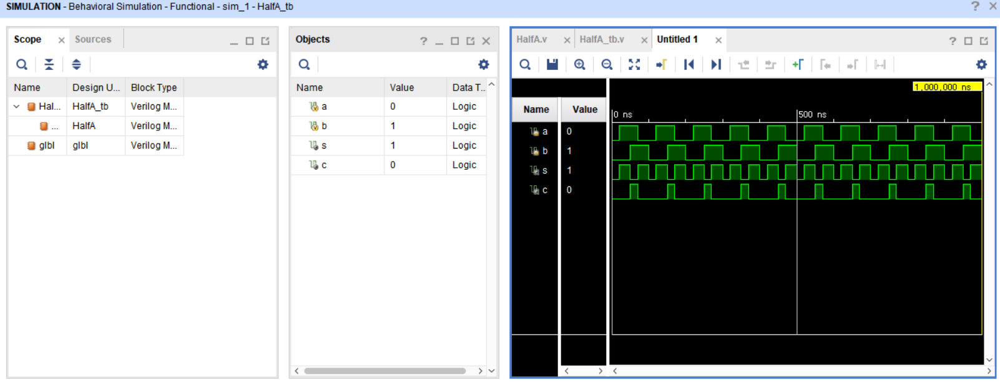 SIMULATION - Behavioral Simulation - Functional - sim_1 - HalfA_tb
Scope
Sources
Name Design U... Block Type
Hal... HalfA_tb Verilog M...
... HalfA Verilog M...
glbl glbl Verilog M...
Objects
Name Value Data T...
a 0 Logic
b 1 Logic
s 1 Logic
c 0 Logic
HalfA.v
HalfA_tb.v
Untitled 1
1,000,000 ns
Name Value
0 ns 500 ns
a 0
b 1
s 1
c 0